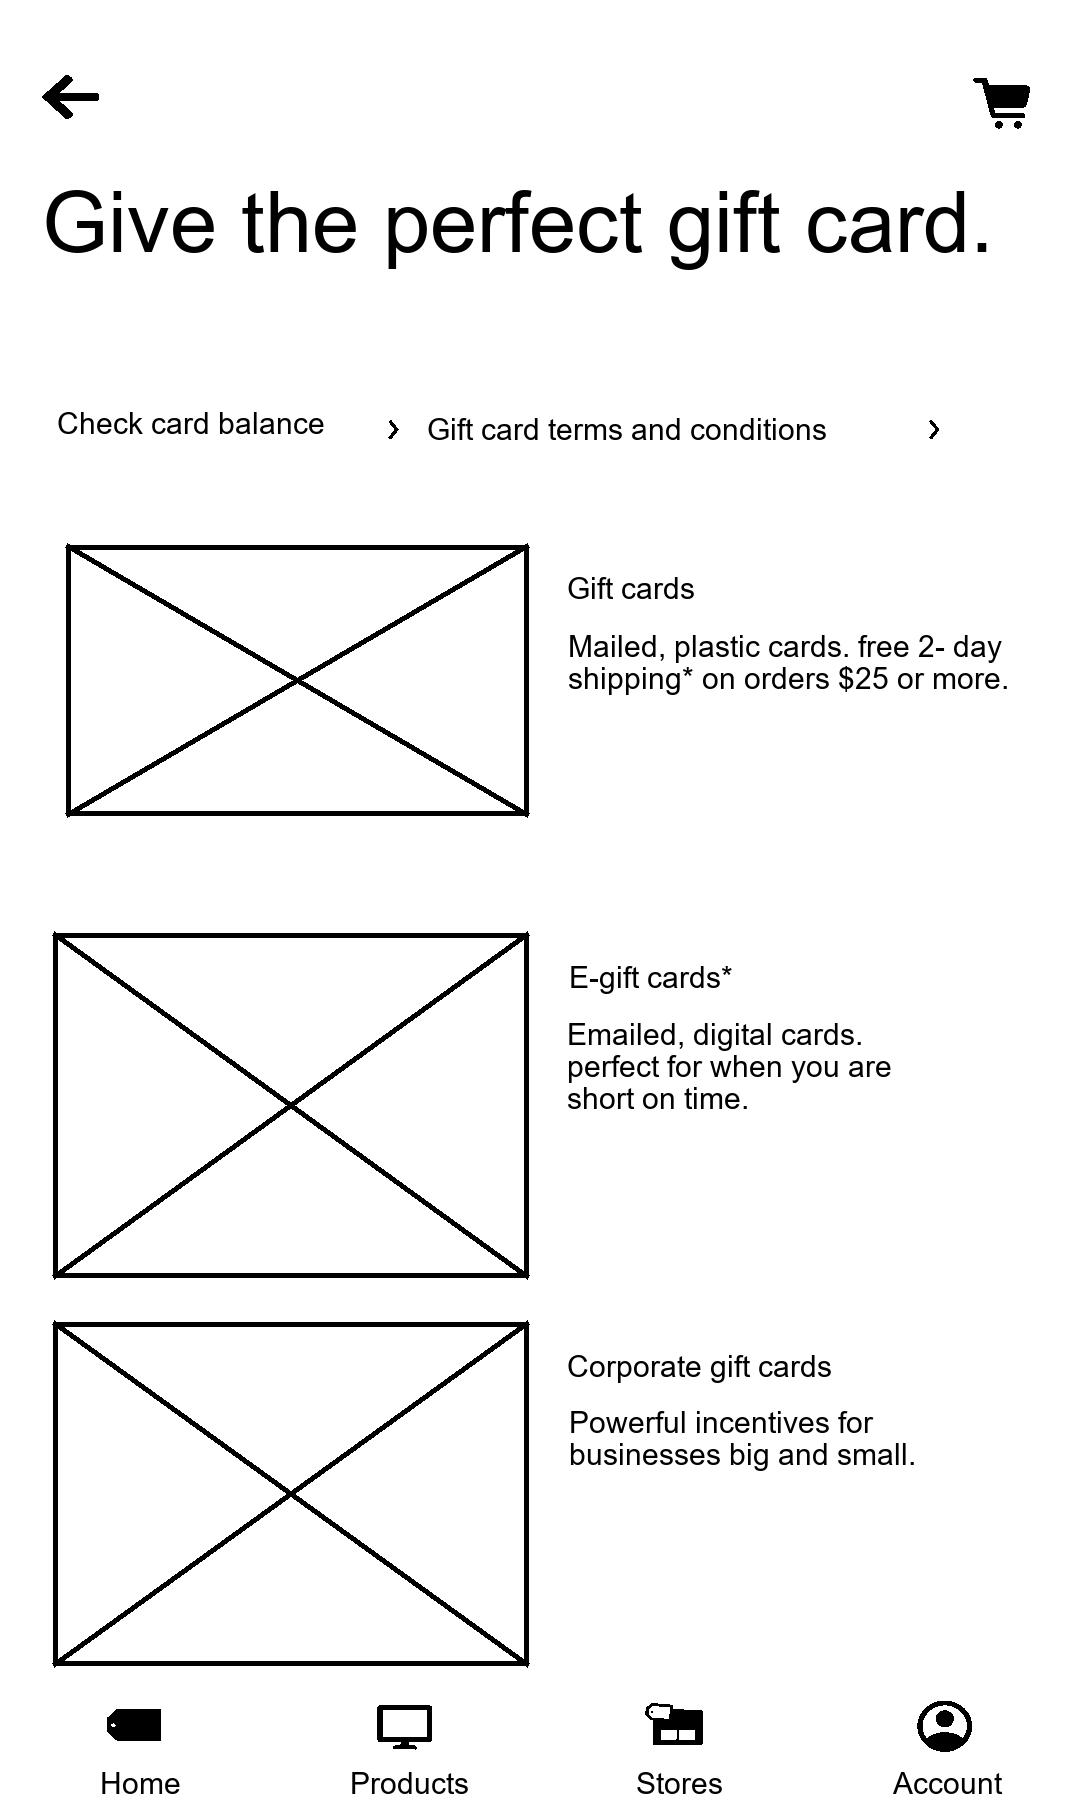 Give the perfect gift card.
Check card balance
Gift card terms and conditions
Gift cards
Mailed, plastic cards. free 2- day
shipping* on orders $25 or more.
E-gift cards*
Emailed, digital cards.
perfect for when you are
short on time.
Corporate gift cards
Powerful incentives for
businesses big and small.
Home
Products
Stores
Account